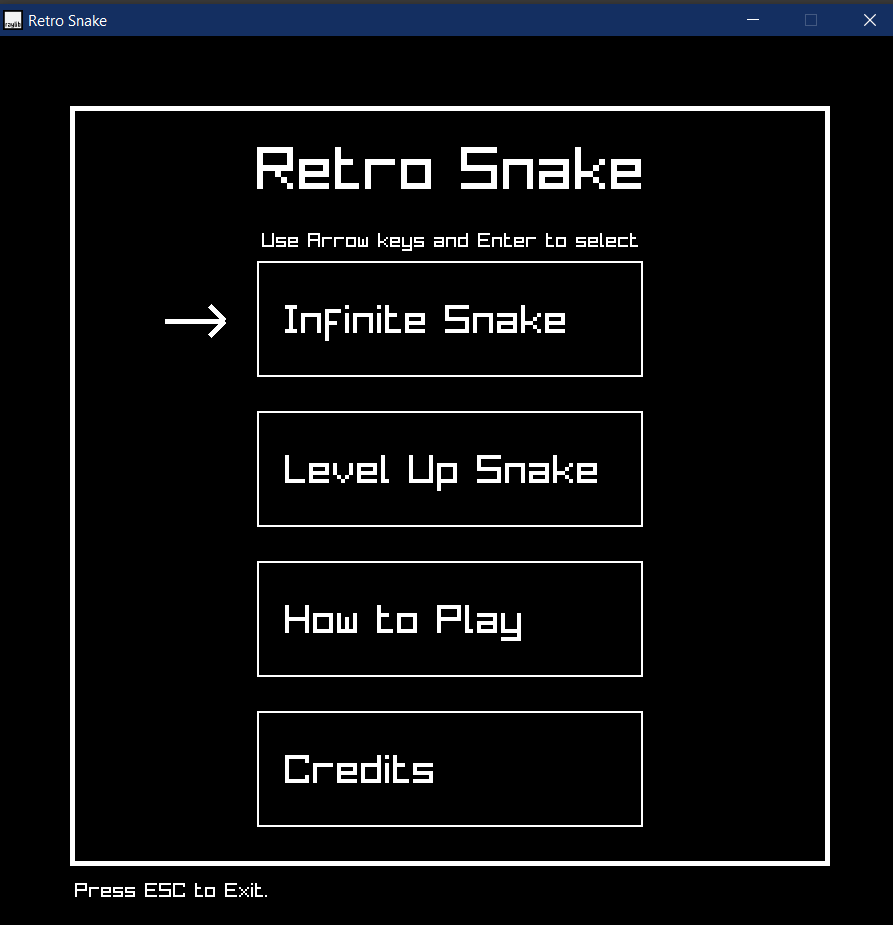 raylib
Retro Snake
Retro Snake
Use Arrow keys and Enter to select
Infinite Snake
Level Up Snake
How to Play
Credits
Press ESC to Exit.